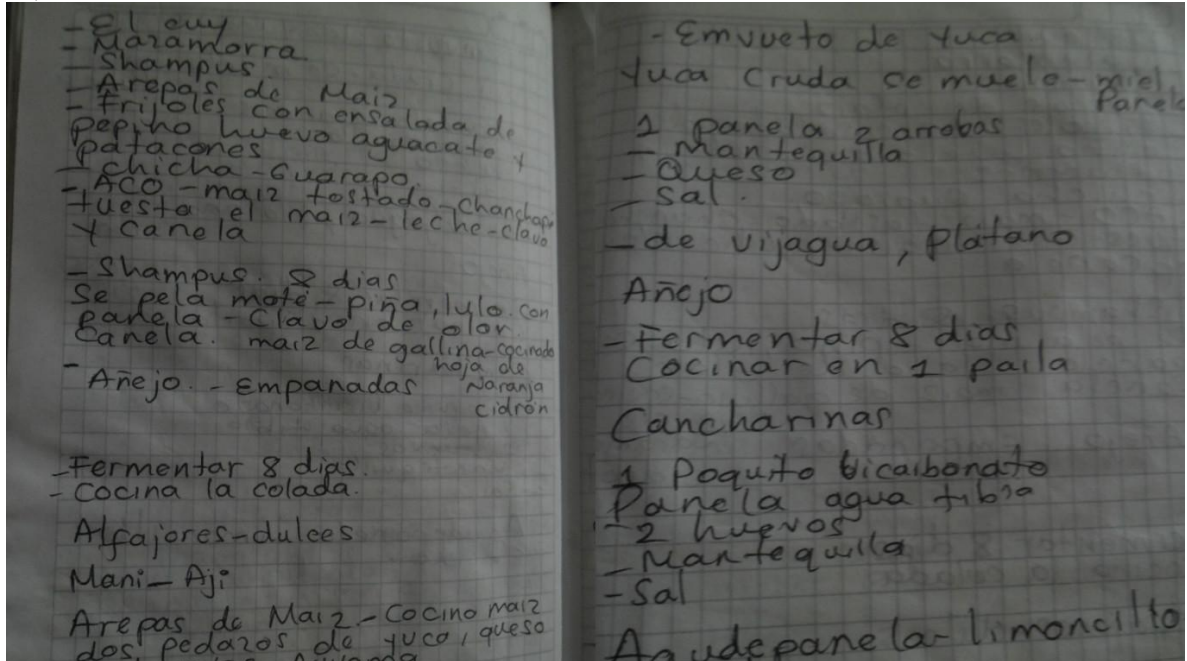 - El cuy
- Mazamorra
- Shampus
- Arepas de Maiz
- Frijoles con ensalada de
pepino huevo aguacate y
patacones
- chicha - Guarapo
- ACO - maiz tostado - 
tuesta el maiz - leche - clavo
y canela
- Shampus. 8 dias
Se pela mote - piña, lulo. con
panela - Clavo de olor.
Canela. maiz de gallina - cocinado
hoja de
- Añejo. - Empanadas Naranja
cidrón
- Fermentar 8 dias.
- Cocina la colada.
Alfajores - dulces
Mani - Aji
Arepas de Maiz - Cocino maiz
dos pedazos de yuca, queso
- Emvueto de yuca
Yuca Cruda se muele - miel
Panela
1 panela 2 arrobas
- Mantequilla
- Queso
- Sal.
- de vijagua, Plátano
Añejo
- Fermentar 8 dias
Cocinar en 1 paila
Cancharinas
1 Poquito bicarbonato
Panela agua tibia
- 2 huevos
- Mantequilla
- Sal
- Aguadepanela - limoncillo